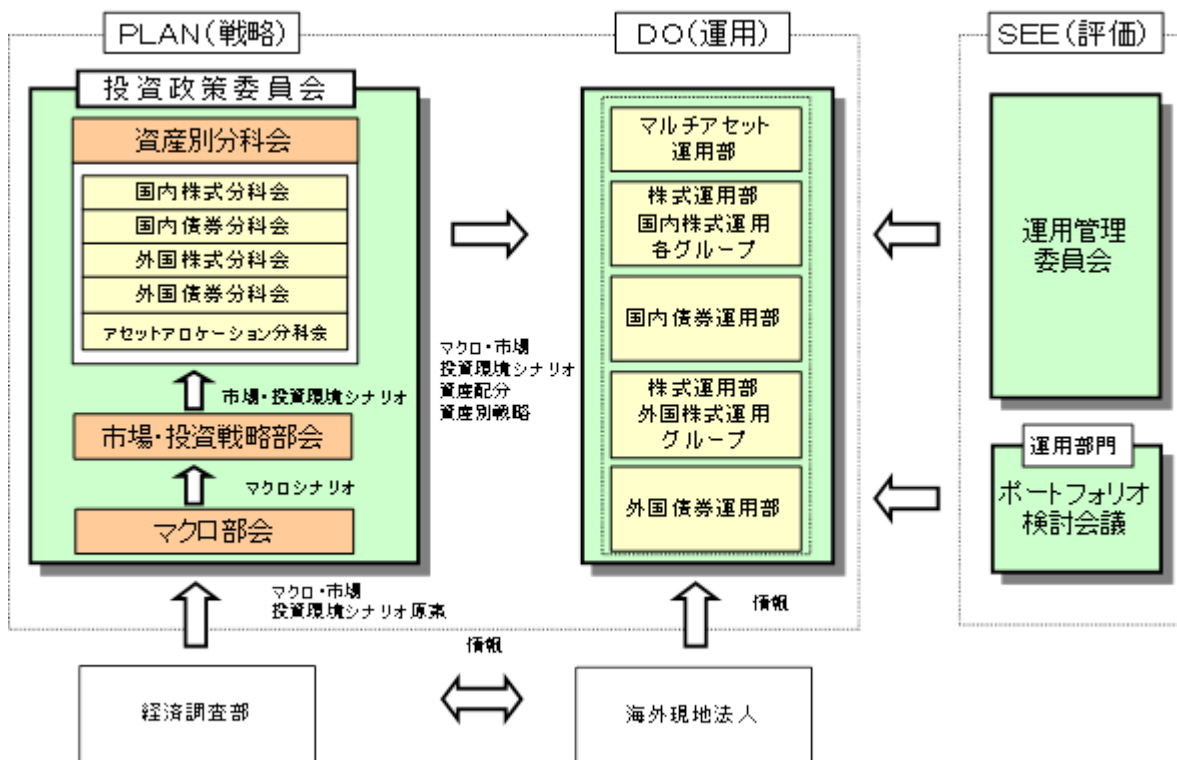 PLAN(戦略)
投資政策委員会
資産別分科会
国内株式分科会
国内債券分科会
外国株式分科会
外国債券分科会
アセットアロケーション分科会
市場・投資環境シナリオ
市場・投資戦略部会
マクロシナリオ
マクロ部会
マクロ・市場
投資環境シナリオ原案
経済調査部
マクロ・市場
投資環境シナリオ
資産配分
資産別戦略
情報
DO(運用)
マルチアセット
運用部
株式運用部
国内株式運用
各グループ
国内債券運用部
株式運用部
外国株式運用
グループ
外国債券運用部
情報
海外現地法人
SEE(評価)
運用管理
委員会
運用部門
ポートフォリオ
検討会議